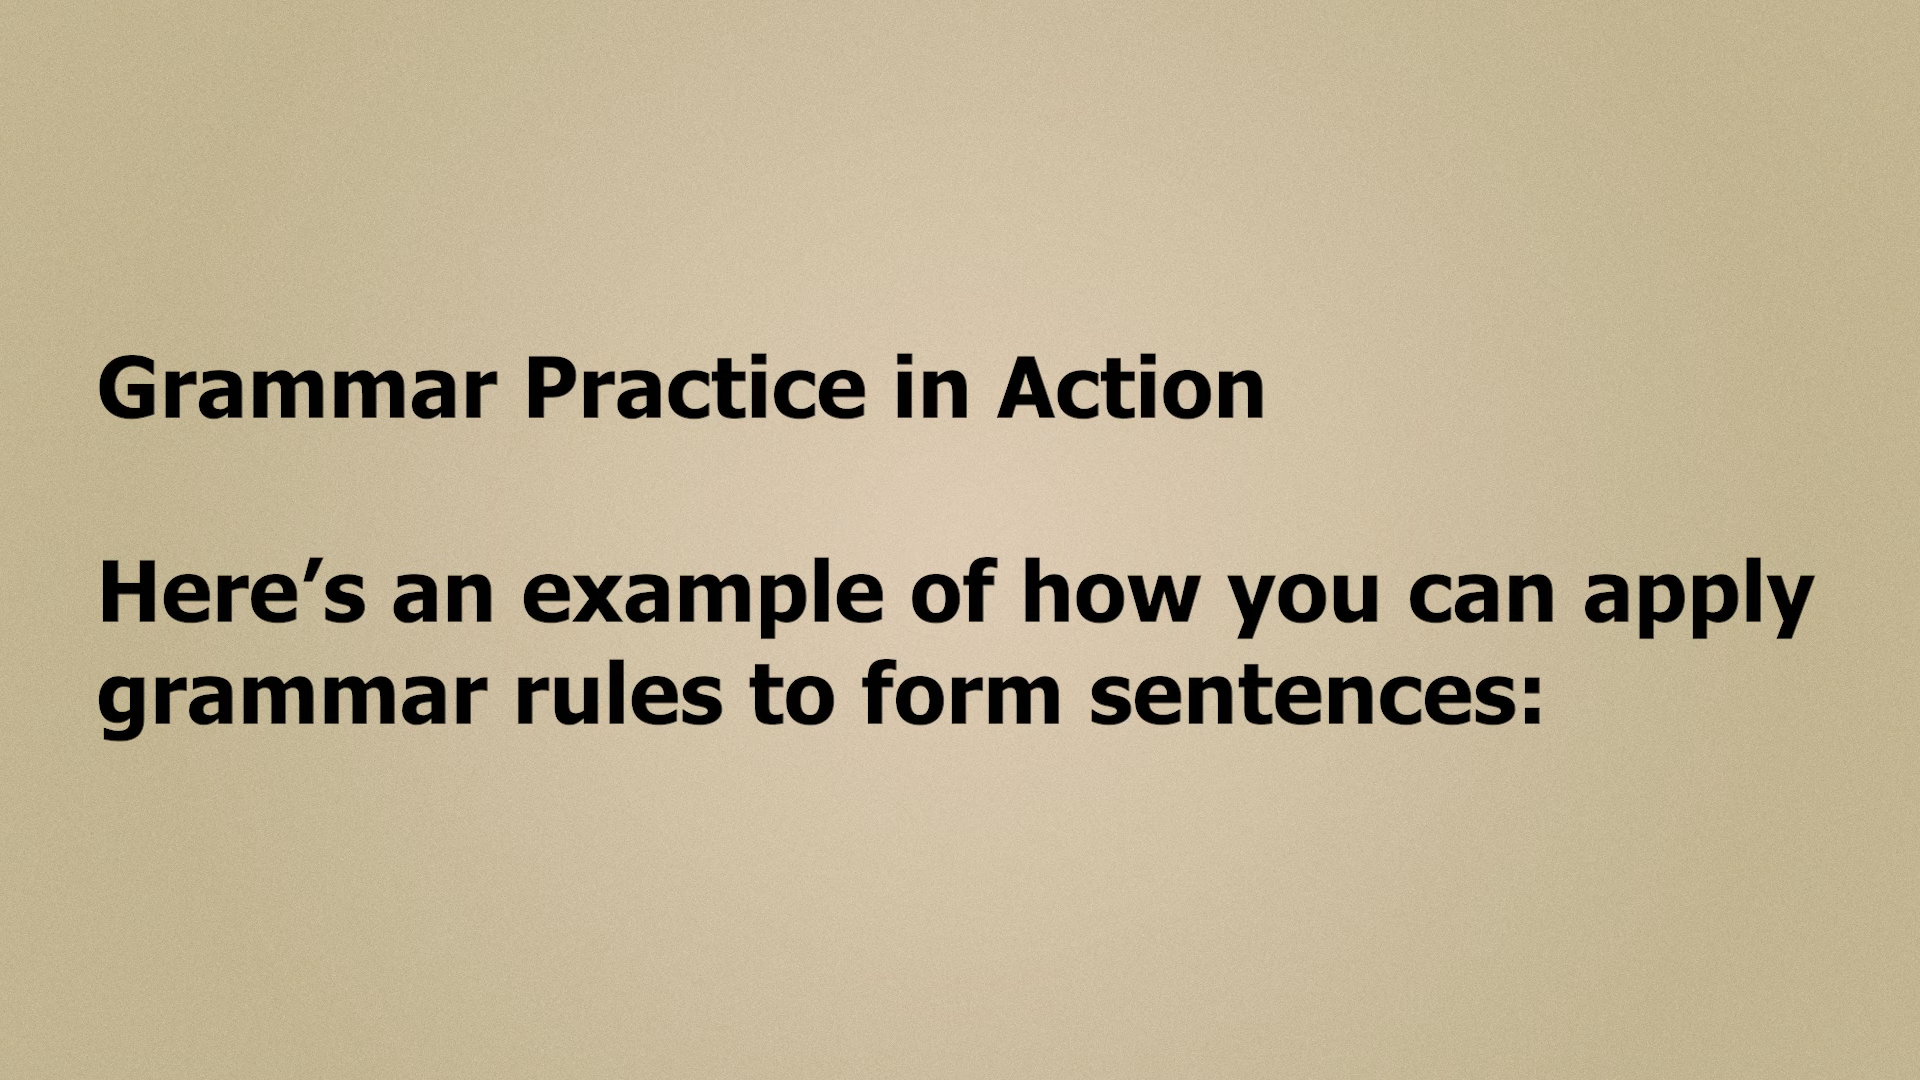 Grammar Practice in Action
Here’s an example of how you can apply
grammar rules to form sentences: